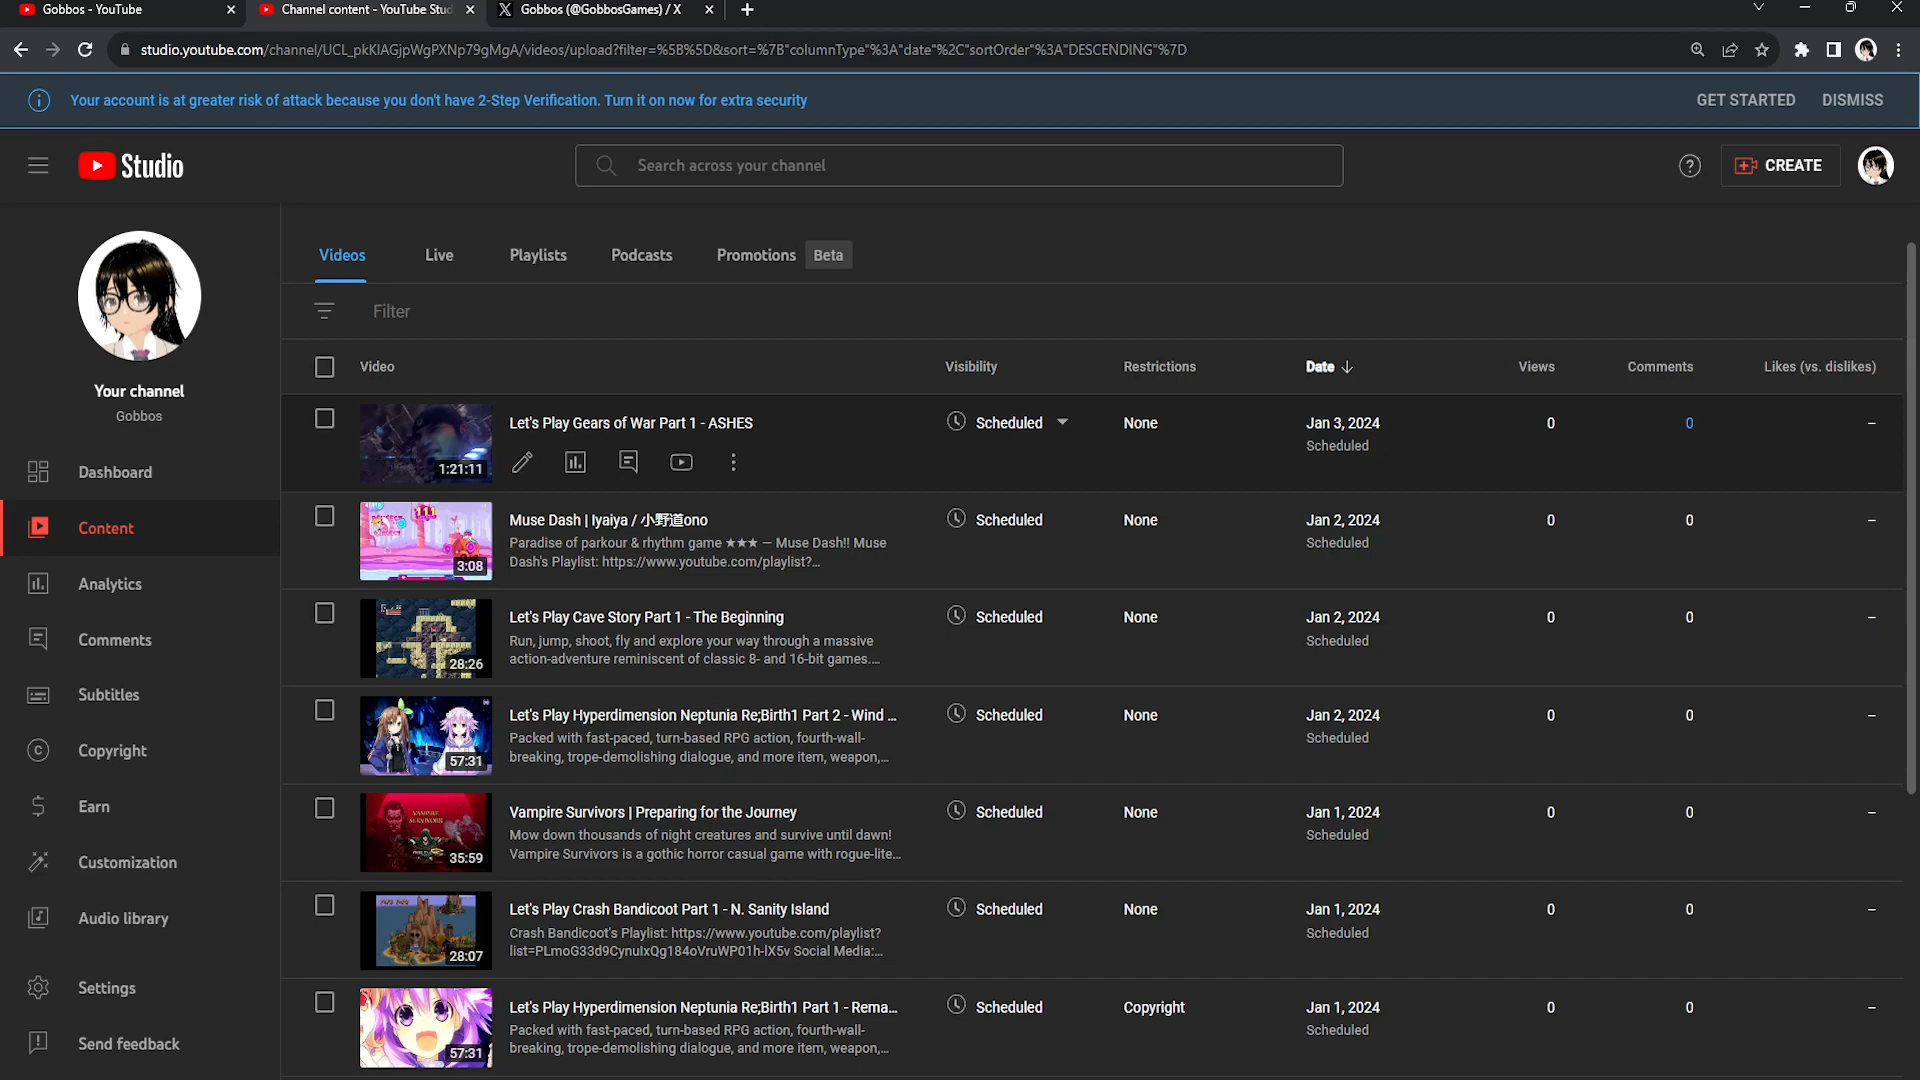 Gobbos - YouTube
Channel content - YouTube Stud
Gobbos (@GobbosGames) / X
studio.youtube.com/channel/UCL_pkKlAGjpWgPXNp79gMgA/videos/upload?filter=%5B%5D&sort=%7B"columnType"%3A"date"%2C"sortOrder"%3A"DESCENDING"%7D
Your account is at greater risk of attack because you don't have 2-Step Verification. Turn it on now for extra security
GET STARTED
DISMISS
Studio
Search across your channel
CREATE
Your channel
Gobbos
Dashboard
Content
Analytics
Comments
Subtitles
Copyright
Earn
Customization
Audio library
Settings
Send feedback
Videos
Live
Playlists
Podcasts
Promotions
Beta
Filter
Video
Visibility
Restrictions
Date
Views
Comments
Likes (vs. dislikes)
1:21:11
Let's Play Gears of War Part 1 - ASHES
Scheduled
None
Jan 3, 2024
Scheduled
0
0
–
111
3:08
Muse Dash | Iyaiya / 小野道ono
Paradise of parkour & rhythm game ★★★ — Muse Dash!! Muse
Dash's Playlist: https://www.youtube.com/playlist?...
Scheduled
None
Jan 2, 2024
Scheduled
0
0
–
28:26
Let's Play Cave Story Part 1 - The Beginning
Run, jump, shoot, fly and explore your way through a massive
action-adventure reminiscent of classic 8- and 16-bit games....
Scheduled
None
Jan 2, 2024
Scheduled
0
0
–
57:31
Let's Play Hyperdimension Neptunia Re;Birth1 Part 2 - Wind ...
Packed with fast-paced, turn-based RPG action, fourth-wall-
breaking, trope-demolishing dialogue, and more item, weapon,...
Scheduled
None
Jan 2, 2024
Scheduled
0
0
–
VAMPIRE
SURVIVORS
35:59
Vampire Survivors | Preparing for the Journey
Mow down thousands of night creatures and survive until dawn!
Vampire Survivors is a gothic horror casual game with rogue-lite...
Scheduled
None
Jan 1, 2024
Scheduled
0
0
–
28:07
Let's Play Crash Bandicoot Part 1 - N. Sanity Island
Crash Bandicoot's Playlist: https://www.youtube.com/playlist?
list=PLmoG33d9CynulxQg184oVruWP01h-lX5v Social Media:...
Scheduled
None
Jan 1, 2024
Scheduled
0
0
–
57:31
Let's Play Hyperdimension Neptunia Re;Birth1 Part 1 - Rema...
Packed with fast-paced, turn-based RPG action, fourth-wall-
breaking, trope-demolishing dialogue, and more item, weapon,...
Scheduled
Copyright
Jan 1, 2024
Scheduled
0
0
–